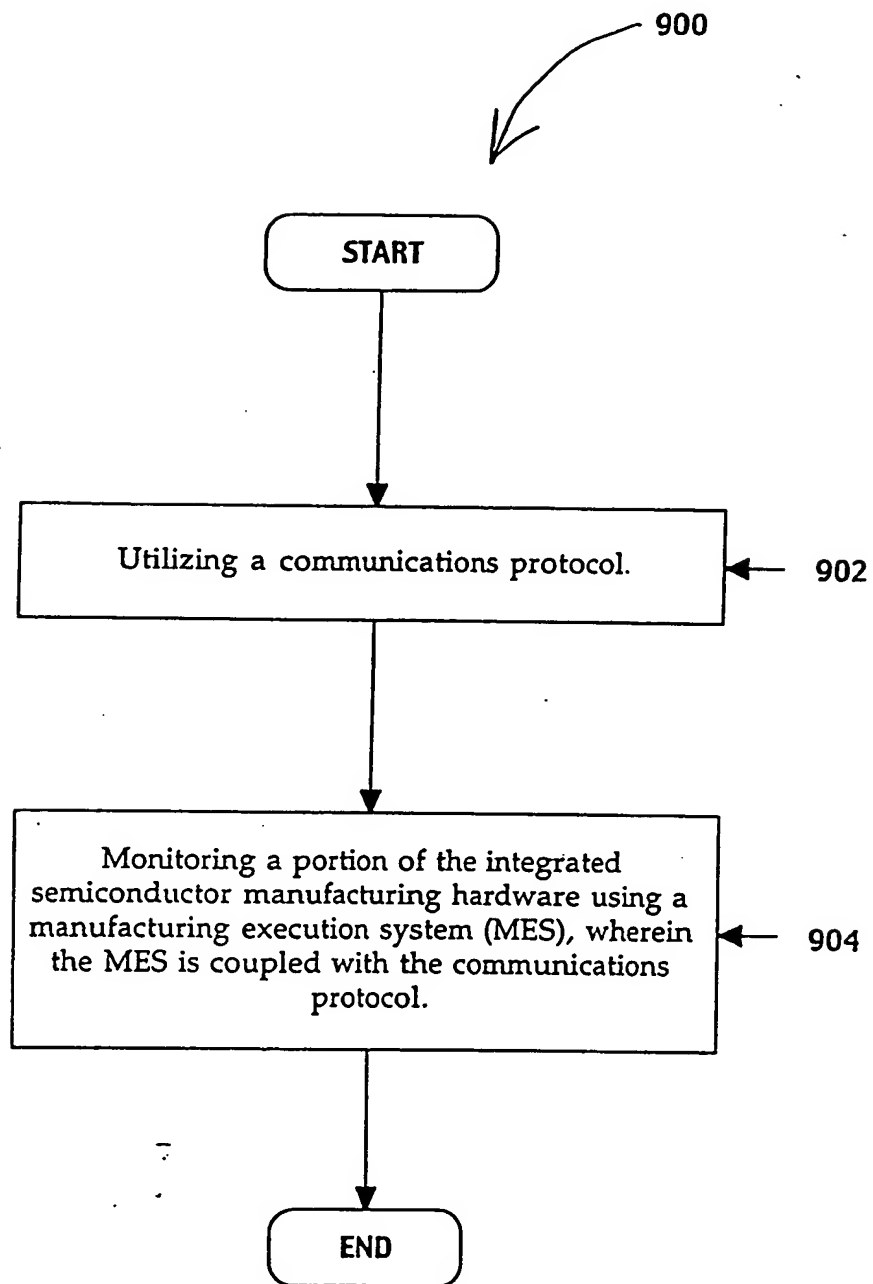 900
START
Utilizing a communications protocol.
902
Monitoring a portion of the integrated
semiconductor manufacturing hardware using a
manufacturing execution system (MES), wherein
the MES is coupled with the communications
protocol.
904
END